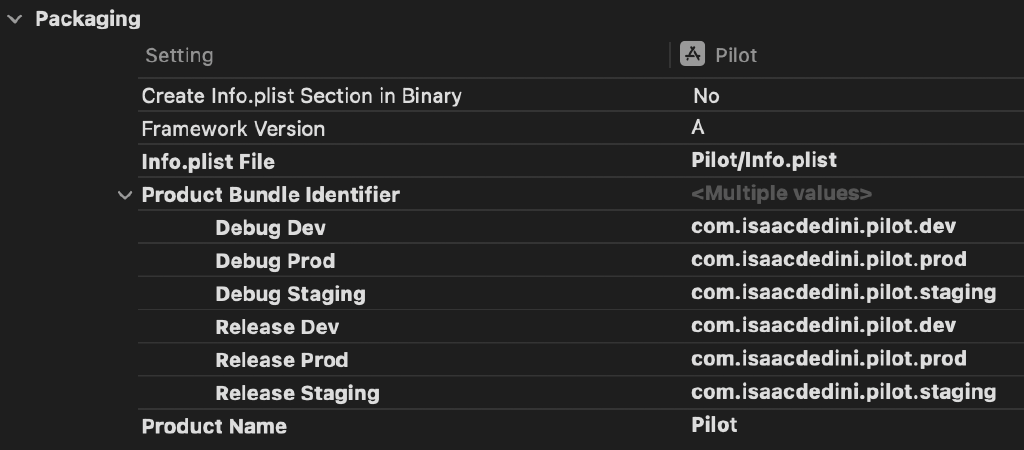 Packaging
Setting Pilot
Create Info.plist Section in Binary No
Framework Version A
Info.plist File Pilot/Info.plist
Product Bundle Identifier <Multiple values>
Debug Dev com.isaacdedini.pilot.dev
Debug Prod com.isaacdedini.pilot.prod
Debug Staging com.isaacdedini.pilot.staging
Release Dev com.isaacdedini.pilot.dev
Release Prod com.isaacdedini.pilot.prod
Release Staging com.isaacdedini.pilot.staging
Product Name Pilot